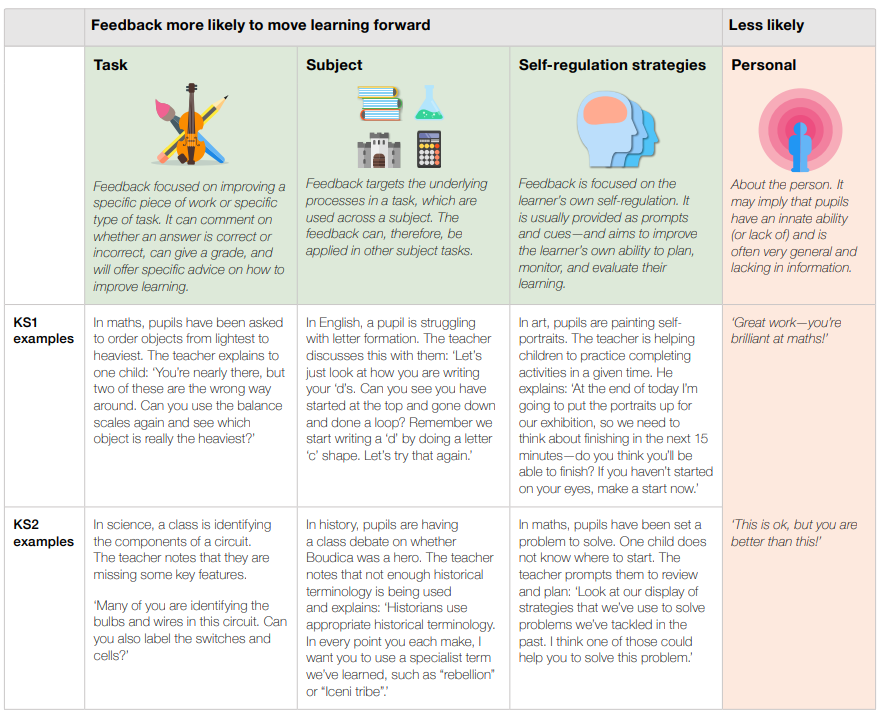 Feedback more likely to move learning forward
Less likely
Task
Subject
Self-regulation strategies
Personal
Feedback focused on improving a
specific piece of work or specific
type of task. It can comment on
whether an answer is correct or
incorrect, can give a grade, and
will offer specific advice on how to
improve learning.
Feedback targets the underlying
processes in a task, which are
used across a subject. The
feedback can, therefore, be
applied in other subject tasks.
Feedback is focused on the
learner's own self-regulation. It
is usually provided as prompts
and cues—and aims to improve
the learner's own ability to plan,
monitor, and evaluate their
learning.
About the person. It
may imply that pupils
have an innate ability
(or lack of) and is
often very general and
lacking in information.
KS1
examples
In maths, pupils have been asked
to order objects from lightest to
heaviest. The teacher explains to
one child: ‘You're nearly there, but
two of these are the wrong way
around. Can you use the balance
scales again and see which
object is really the heaviest?’
In English, a pupil is struggling
with letter formation. The teacher
discusses this with them: ‘Let's
just look at how you are writing
your ‘d's. Can you see you have
started at the top and gone down
and done a loop? Remember we
start writing a ‘d’ by doing a letter
‘c’ shape. Let's try that again.’
In art, pupils are painting self-
portraits. The teacher is helping
children to practice completing
activities in a given time. He
explains: ‘At the end of today I'm
going to put the portraits up for
our exhibition, so we need to
think about finishing in the next 15
minutes—do you think you'll be
able to finish? If you haven't started
on your eyes, make a start now.’
‘Great work—you're
brilliant at maths!’
KS2
examples
In science, a class is identifying
the components of a circuit.
The teacher notes that they are
missing some key features.
‘Many of you are identifying the
bulbs and wires in this circuit. Can
you also label the switches and
cells?’
In history, pupils are having
a class debate on whether
Boudica was a hero. The teacher
notes that not enough historical
terminology is being used
and explains: ‘Historians use
appropriate historical terminology.
In every point you each make, I
want you to use a specialist term
we've learned, such as “rebellion”
or “Iceni tribe”.’
In maths, pupils have been set a
problem to solve. One child does
not know where to start. The
teacher prompts them to review
and plan: ‘Look at our display of
strategies that we've use to solve
problems we've tackled in the
past. I think one of those could
help you to solve this problem.’
‘This is ok, but you are
better than this!’